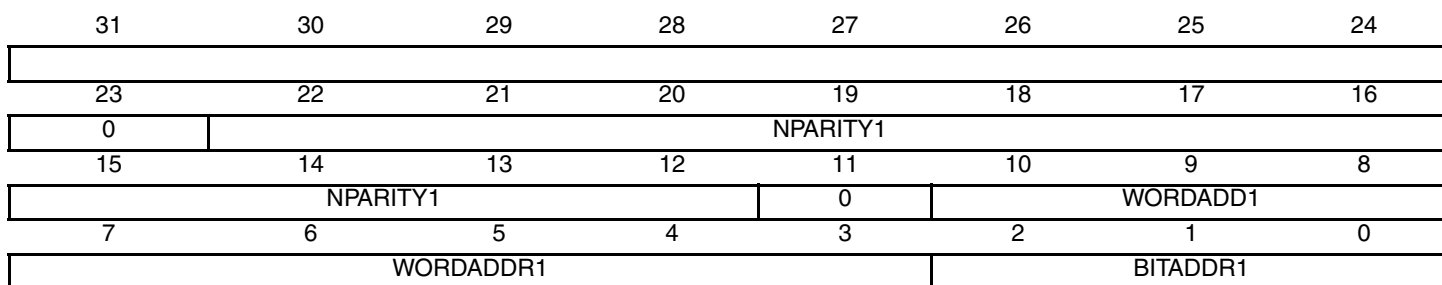 31 30 29 28 27 26 25 24
23 22 21 20 19 18 17 16
0 NPARITY1
15 14 13 12 11 10 9 8
NPARITY1 0 WORDADD1
7 6 5 4 3 2 1 0
WORDADDR1 BITADDR1